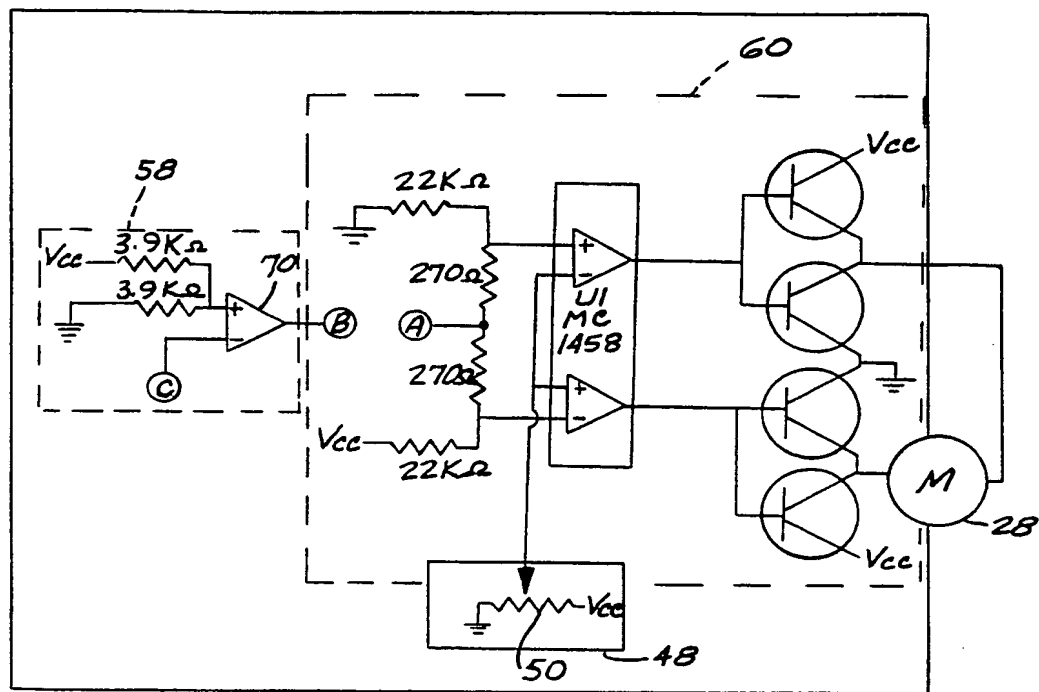 60
58
Vcc
3.9KΩ
3.9KΩ
70
+
-
B
C
22KΩ
270Ω
A
270Ω
Vcc
22KΩ
+
-
U1
MC
1458
+
-
Vcc
Vcc
M
28
Vcc
50
48